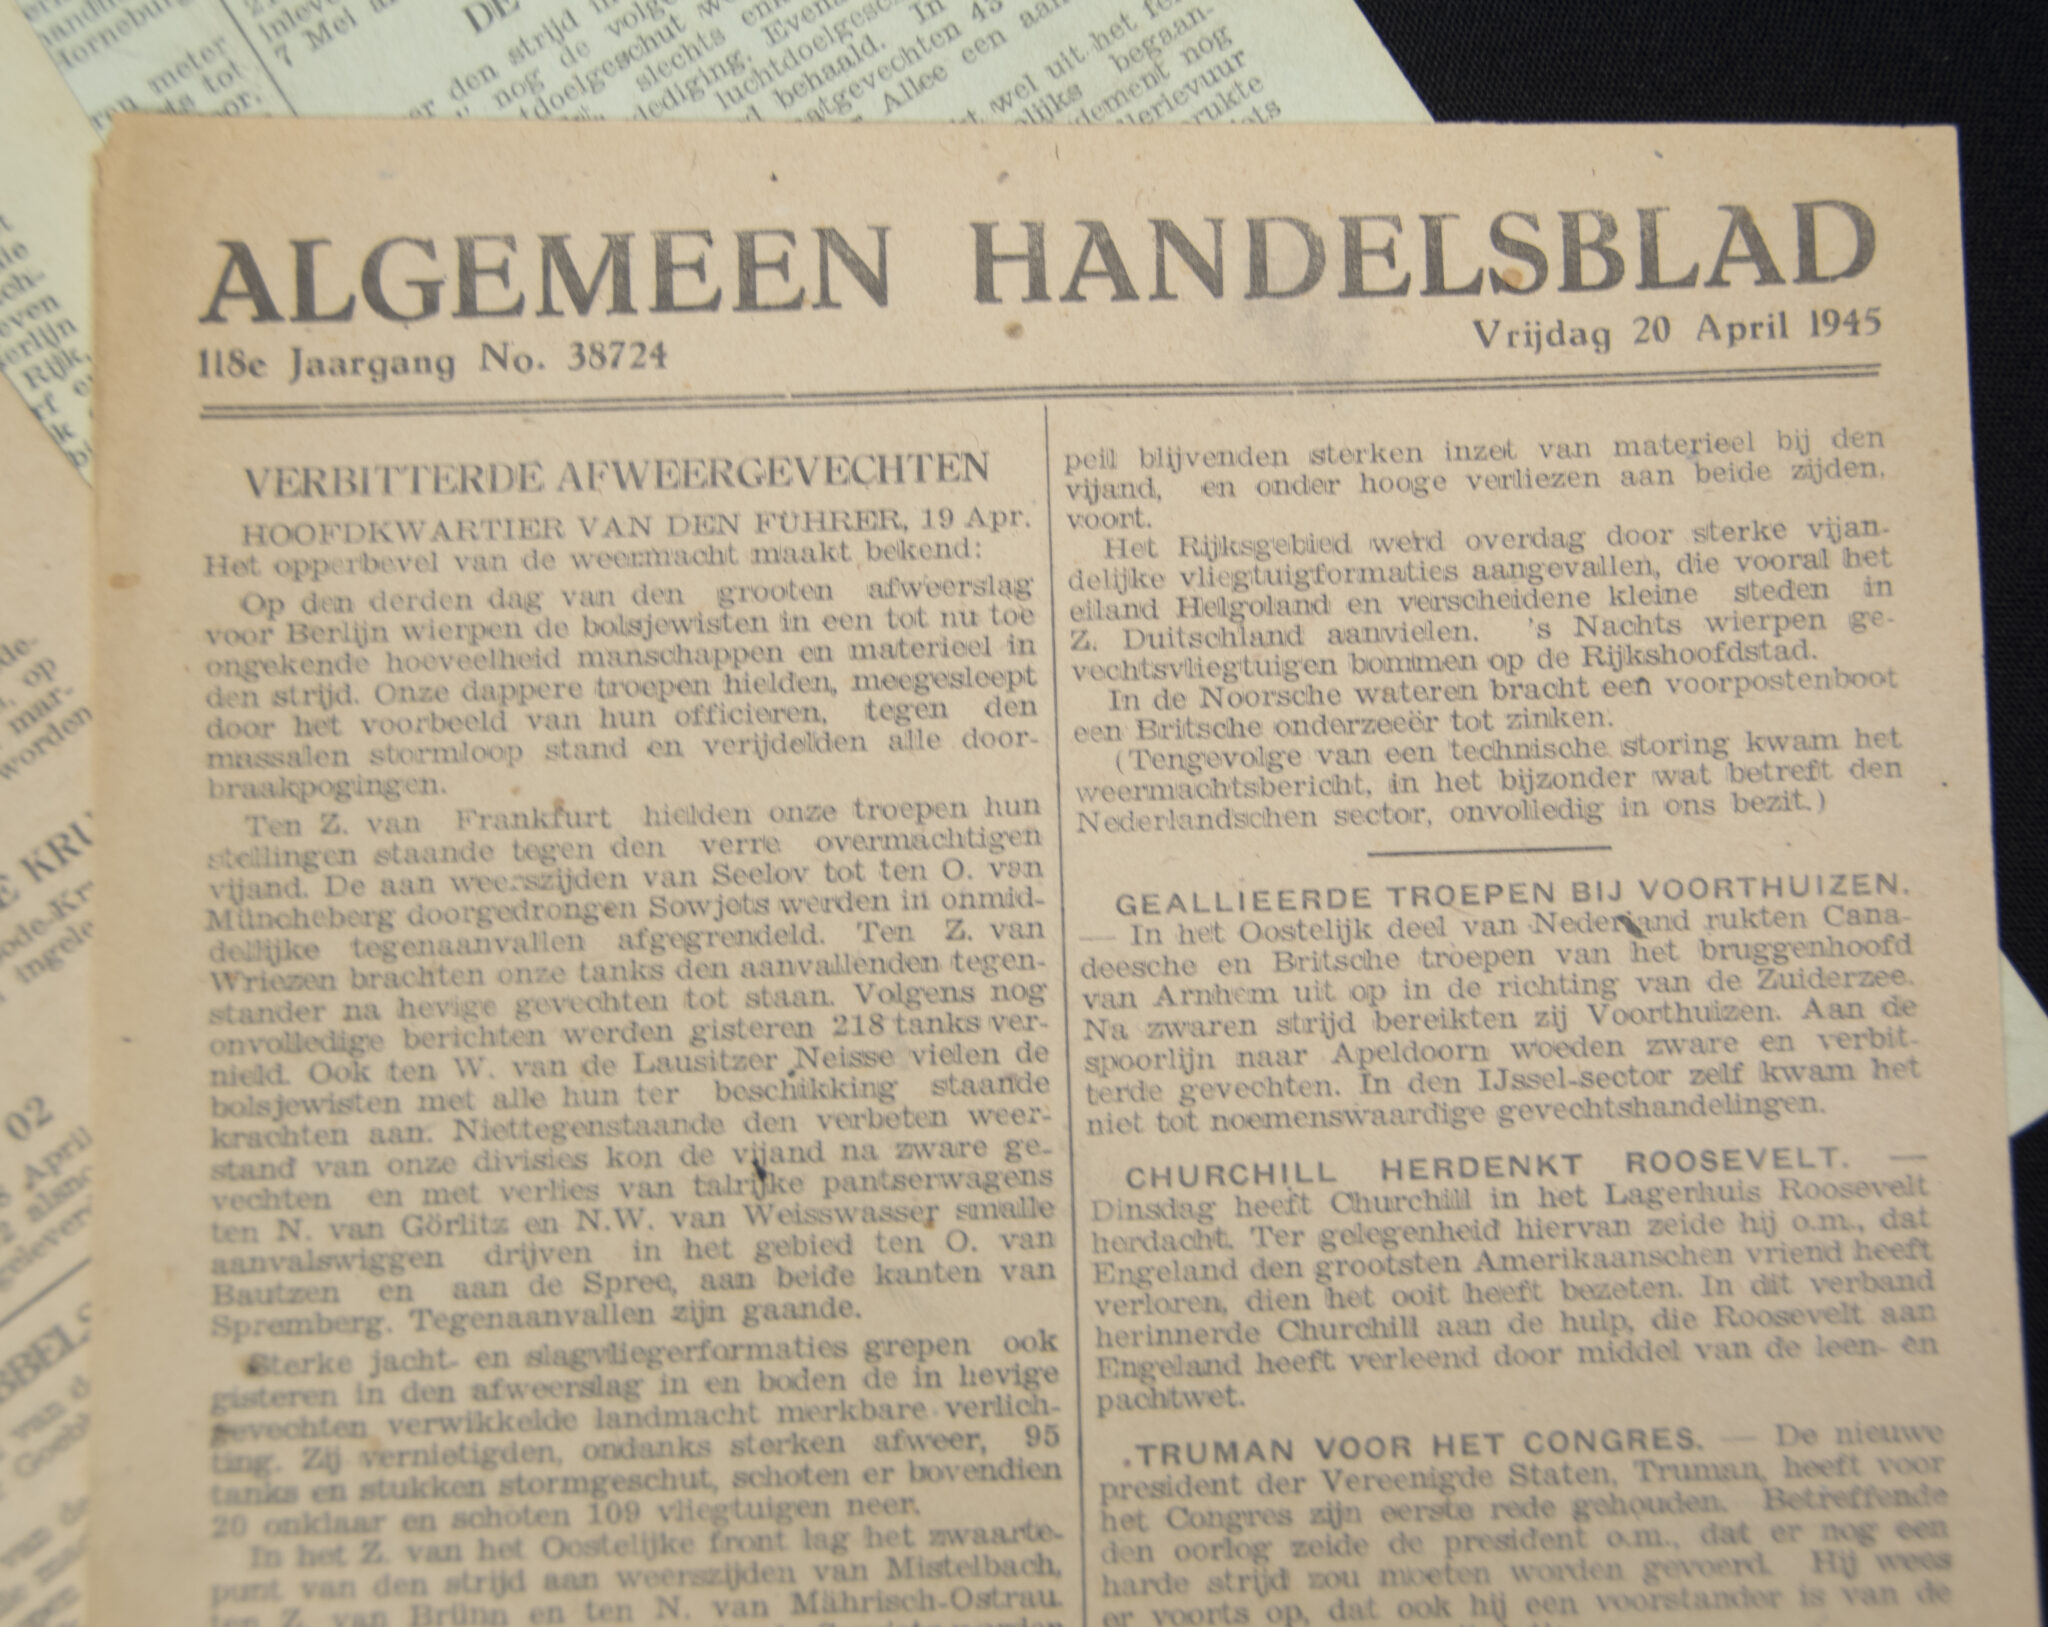 ALGEMEEN HANDELSBLAD
118e Jaargang No. 38724
Vrijdag 20 April 1945
VERBITTERDE AFWEERGEVECHTEN
HOOFDKWARTIER VAN DEN FÜHRER, 19 Apr.
Het opperbevel van de weermacht maakt bekend:
Op den derden dag van den grooten afweerslag
voor Berlijn wierpen de bolsjewisten in een tot nu toe
ongekende hoeveelheid manschappen en materieel in
den strijd. Onze dappere troepen hielden, meegesleept
door het voorbeeld van hun officieren, tegen den
massalen stormloop stand en verijdelden alle door-
braakpogingen.
Ten Z. van Frankfurt hielden onze troepen hun
stellingen staande tegen den verre overmachtigen
vijand. De aan weerszijden van Seelov tot ten O. van
Müncheberg doorgedrongen Sowjets werden in onmid-
dellijke tegenaanvallen afgegrendeld. Ten Z. van
Wriezen brachten onze tanks den aanvallenden tegen-
stander na hevige gevechten tot staan. Volgens nog
onvolledige berichten werden gisteren 218 tanks ver-
nield. Ook ten W. van de Lausitzer Neisse vielen de
bolsjewisten met alle hun ter beschikking staande
krachten aan. Niettegenstaande den verbeten weer-
stand van onze divisies kon de vijand na zware ge-
vechten en met verlies van talrijke pantserwagens
ten N. van Görlitz en N.W. van Weisswasser smalle
aanvalswiggen drijven in het gebied ten O. van
Bautzen en aan de Spree, aan beide kanten van
Spremberg. Tegenaanvallen zijn gaande.
Sterke jacht- en slagvliegerformaties grepen ook
gisteren in den afweerslag in en boden de in hevige
gevechten verwikkelde landmacht merkbare verlich-
ting. Zij vernietigden, ondanks sterken afweer, 95
tanks en stukken stormgeschut, schoten er bovendien
20 onklaar en schoten 109 vliegtuigen neer.
In het Z. van het Oostelijke front lag het zwaarte-
punt van den strijd aan weerszijden van Mistelbach,
ten Z. van Brünn en ten N. van Mährisch-Ostrau.
peil blijvenden sterken inzet van materieel bij den
vijand, en onder hooge verliezen aan beide zijden,
voort.
Het Rijksgebied werd overdag door sterke vijan-
delijke vliegtuigformaties aangevallen, die vooral het
eiland Helgoland en verscheidene kleine steden in
Z. Duitschland aanvielen. 's Nachts wierpen ge-
vechtsvliegtuigen bommen op de Rijkshoofdstad.
In de Noorsche wateren bracht een voorpostenboot
een Britsche onderzeeër tot zinken.
(Tengevolge van een technische storing kwam het
weermachtsbericht, in het bijzonder wat betreft den
Nederlandschen sector, onvolledig in ons bezit.)
GEALLIEERDE TROEPEN BIJ VOORTHUIZEN.
— In het Oostelijk deel van Nederland rukten Cana-
deesche en Britsche troepen van het bruggenhoofd
van Arnhem uit op in de richting van de Zuiderzee.
Na zwaren strijd bereikten zij Voorthuizen. Aan de
spoorlijn naar Apeldoorn woeden zware en verbit-
terde gevechten. In den IJssel-sector zelf kwam het
niet tot noemenswaardige gevechtshandelingen.
CHURCHILL HERDENKT ROOSEVELT. —
Dinsdag heeft Churchill in het Lagerhuis Roosevelt
herdacht. Ter gelegenheid hiervan zeide hij o.m., dat
Engeland den grootsten Amerikaanschen vriend heeft
verloren, dien het ooit heeft bezeten. In dit verband
herinnerde Churchill aan de hulp, die Roosevelt aan
Engeland heeft verleend door middel van de leen- en
pachtwet.
TRUMAN VOOR HET CONGRES. — De nieuwe
president der Vereenigde Staten, Truman, heeft voor
het Congres zijn eerste rede gehouden. Betreffende
den oorlog zeide de president o.m., dat er nog een
harde strijd zou moeten worden gevoerd. Hij wees
er voorts op, dat ook hij een voorstander is van de